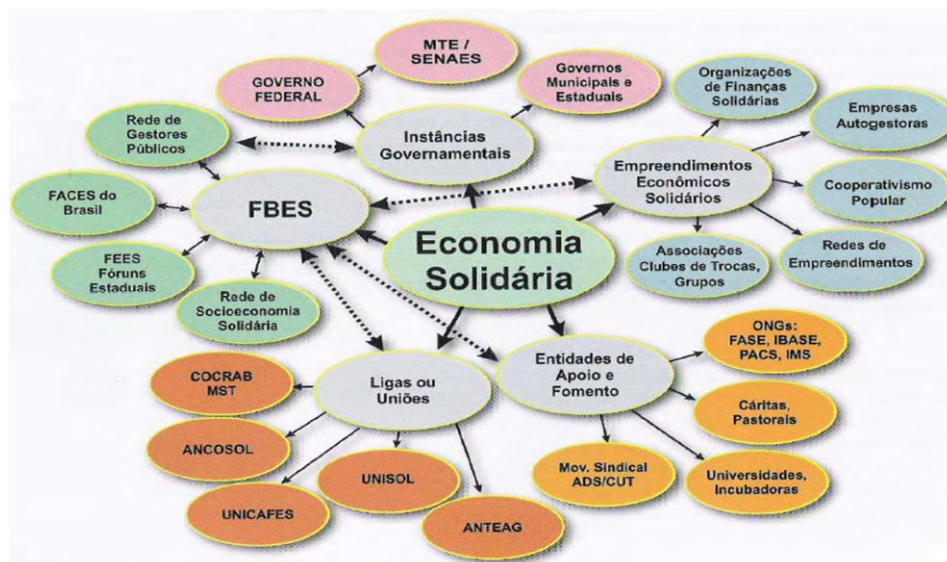 MTE /
SENAES
GOVERNO
FEDERAL
Governos
Municipais e
Estaduais
Organizações
de Finanças
Solidárias
Empresas
Autogestoras
Rede de
Gestores
Públicos
Instâncias
Governamentais
Empreendimentos
Econômicos
Solidários
Cooperativismo
Popular
FACES do
Brasil
FBES
Economia
Solidária
Associações
Clubes de Trocas,
Grupos
Redes de
Empreendimentos
FEES
Fóruns
Estaduais
Rede de
Socioeconomia
Solidária
ONGs:
FASE, IBASE,
PACS, IMS
Ligas ou
Uniões
Entidades de
Apoio e
Fomento
COCRAB
MST
Cáritas,
Pastorais
ANCOSOL
UNISOL
Mov. Sindical
ADS/CUT
Universidades,
Incubadoras
UNICAFES
ANTEAG